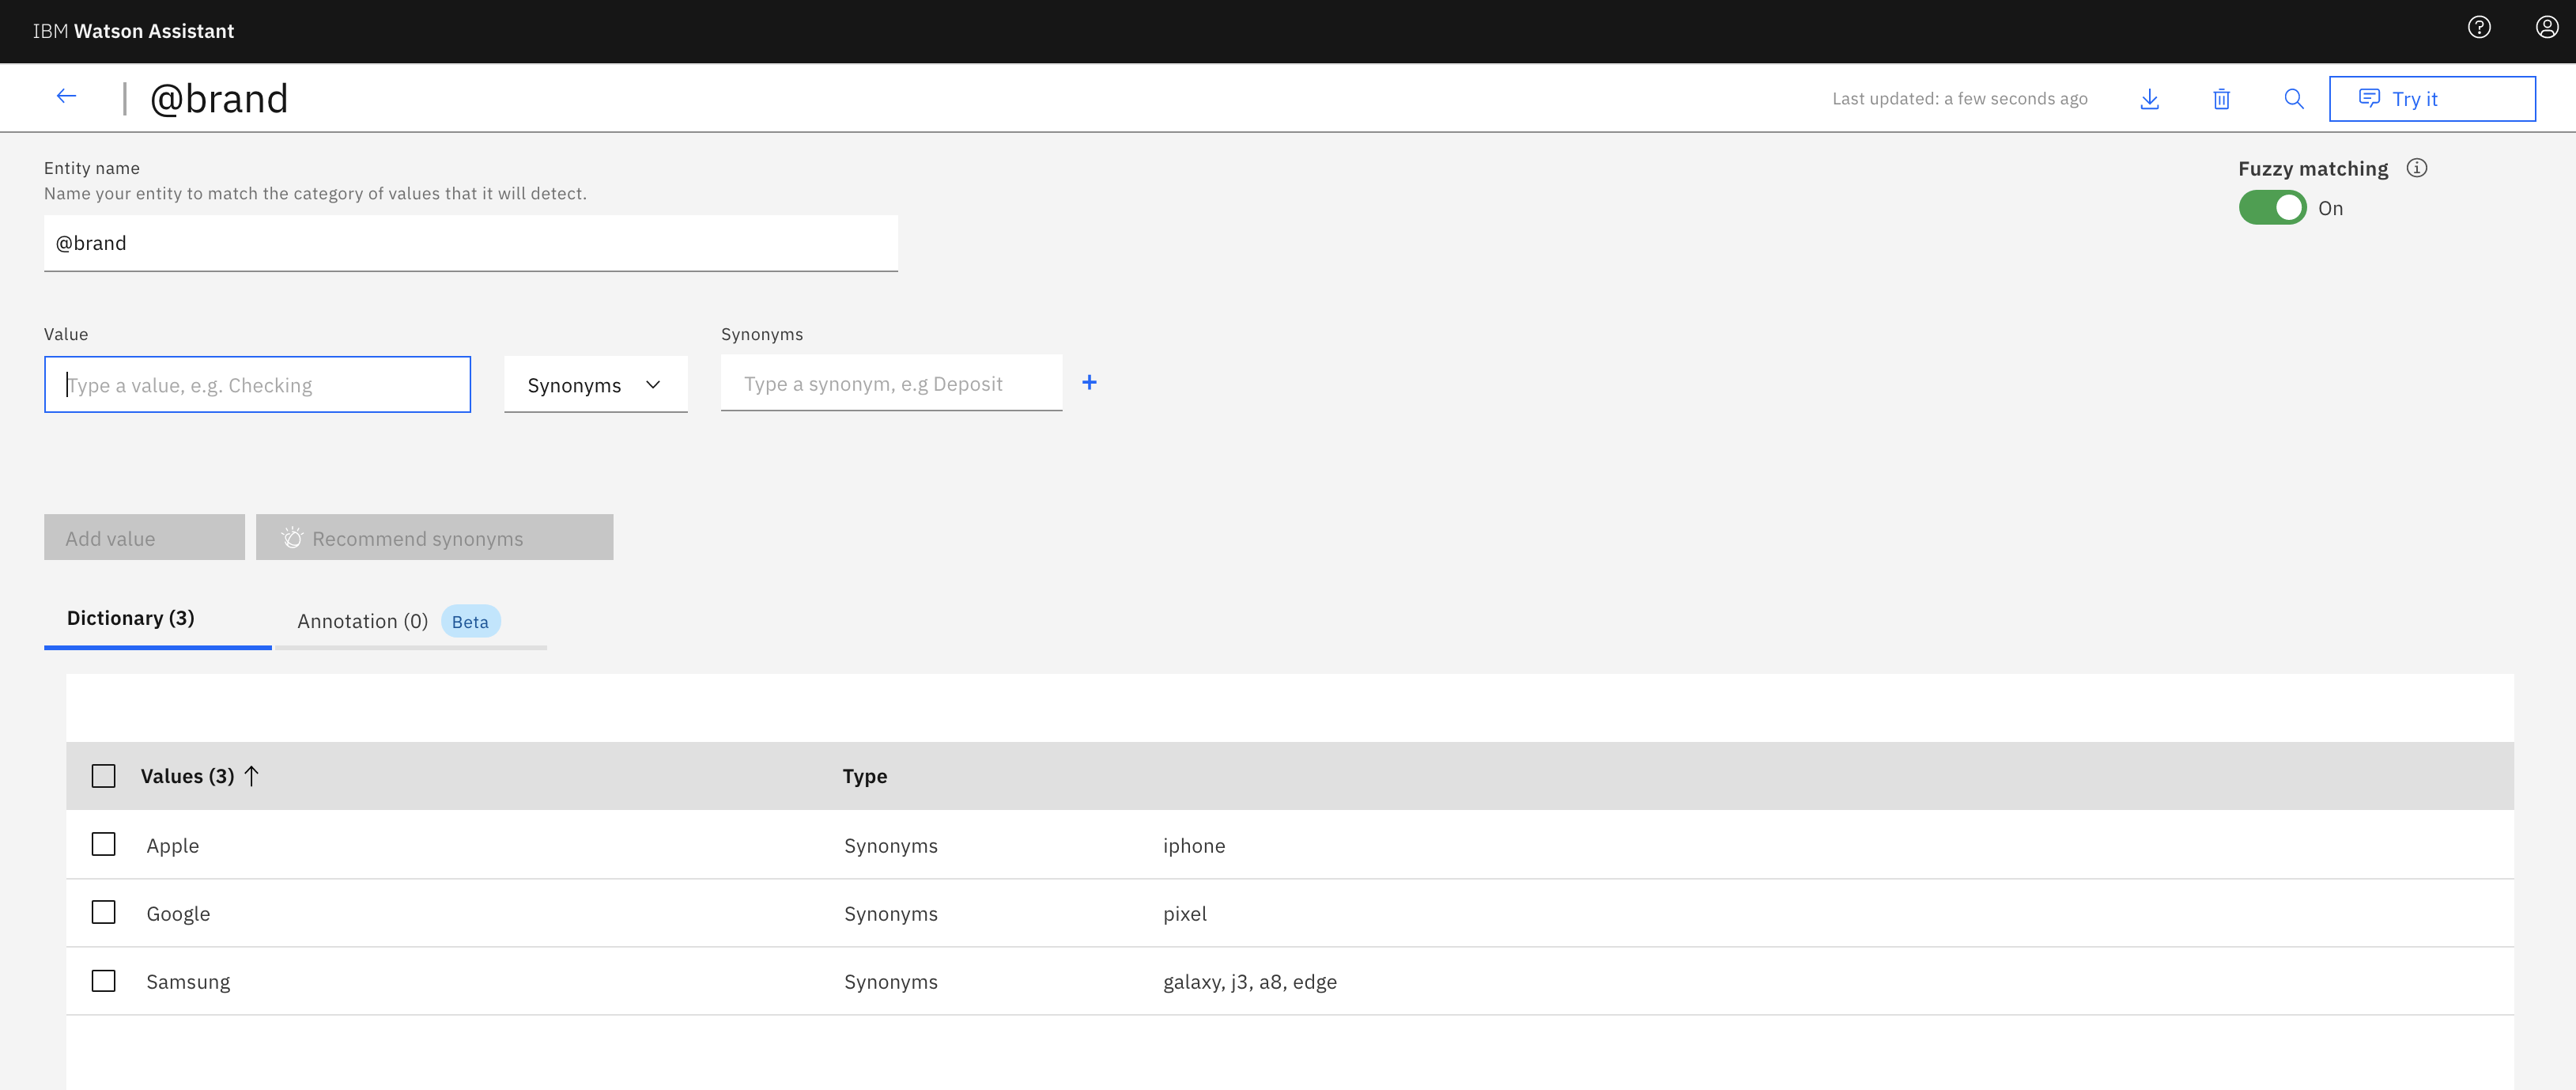 IBM Watson Assistant
@brand
Last updated: a few seconds ago
Try it
Entity name
Name your entity to match the category of values that it will detect.
@brand
Fuzzy matching
On
Value
Synonyms
Type a value, e.g. Checking
Synonyms
Type a synonym, e.g Deposit
+
Add value
Recommend synonyms
Dictionary (3)
Annotation (0)
Beta
Values (3)
Type
Apple
Synonyms
iphone
Google
Synonyms
pixel
Samsung
Synonyms
galaxy, j3, a8, edge